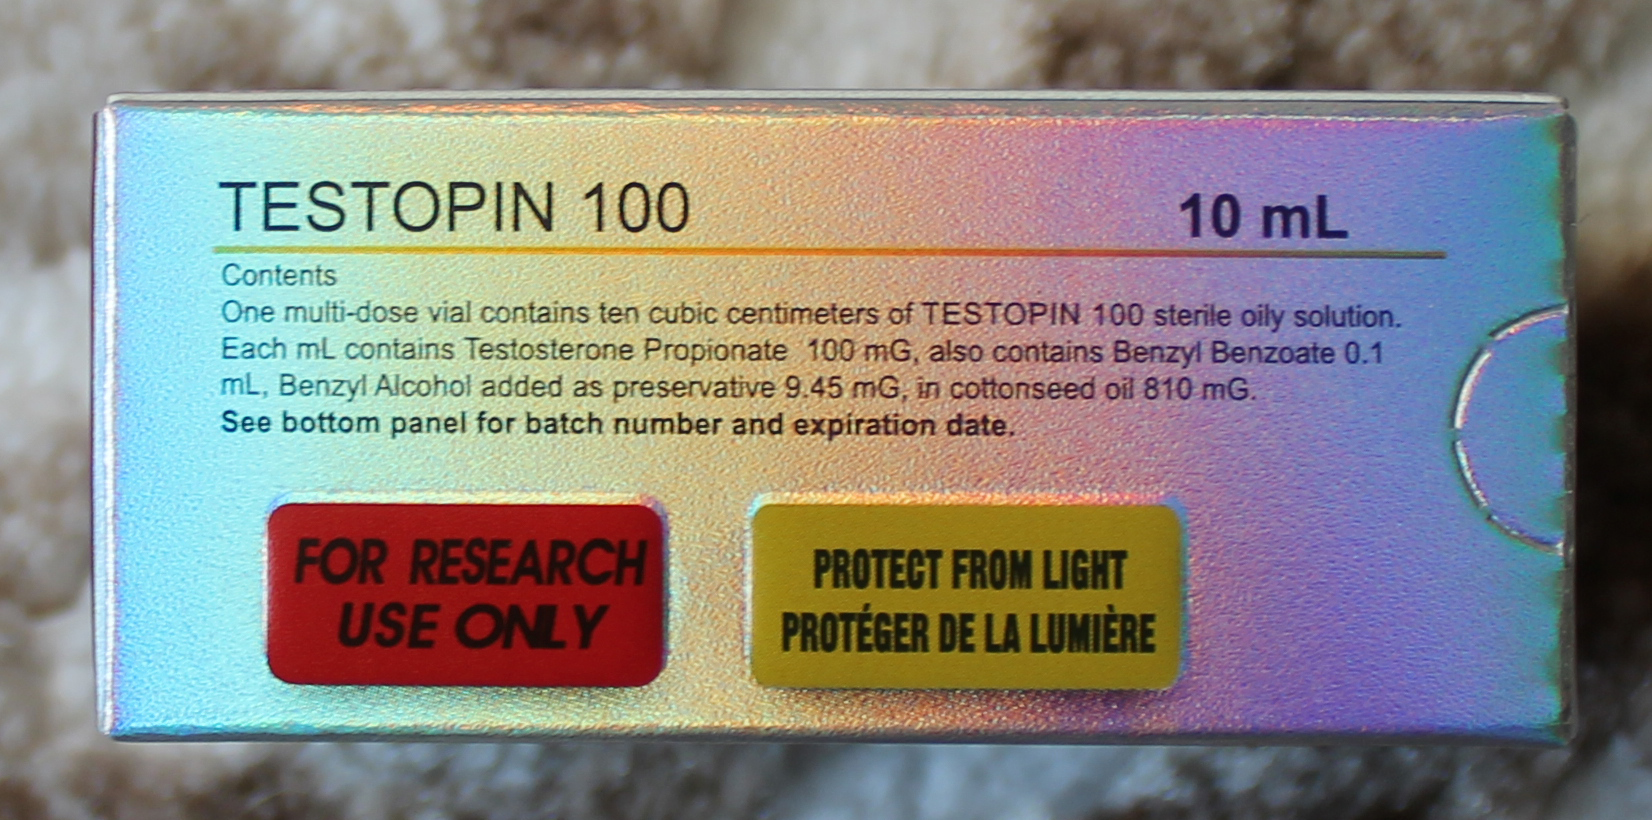 TESTOPIN 100
10 mL
Contents
One multi-dose vial contains ten cubic centimeters of TESTOPIN 100 sterile oily solution.
Each mL contains Testosterone Propionate  100 mG, also contains Benzyl Benzoate 0.1
mL, Benzyl Alcohol added as preservative 9.45 mG, in cottonseed oil 810 mG.
See bottom panel for batch number and expiration date.
FOR RESEARCH
USE ONLY
PROTECT FROM LIGHT
PROTÉGER DE LA LUMIÈRE